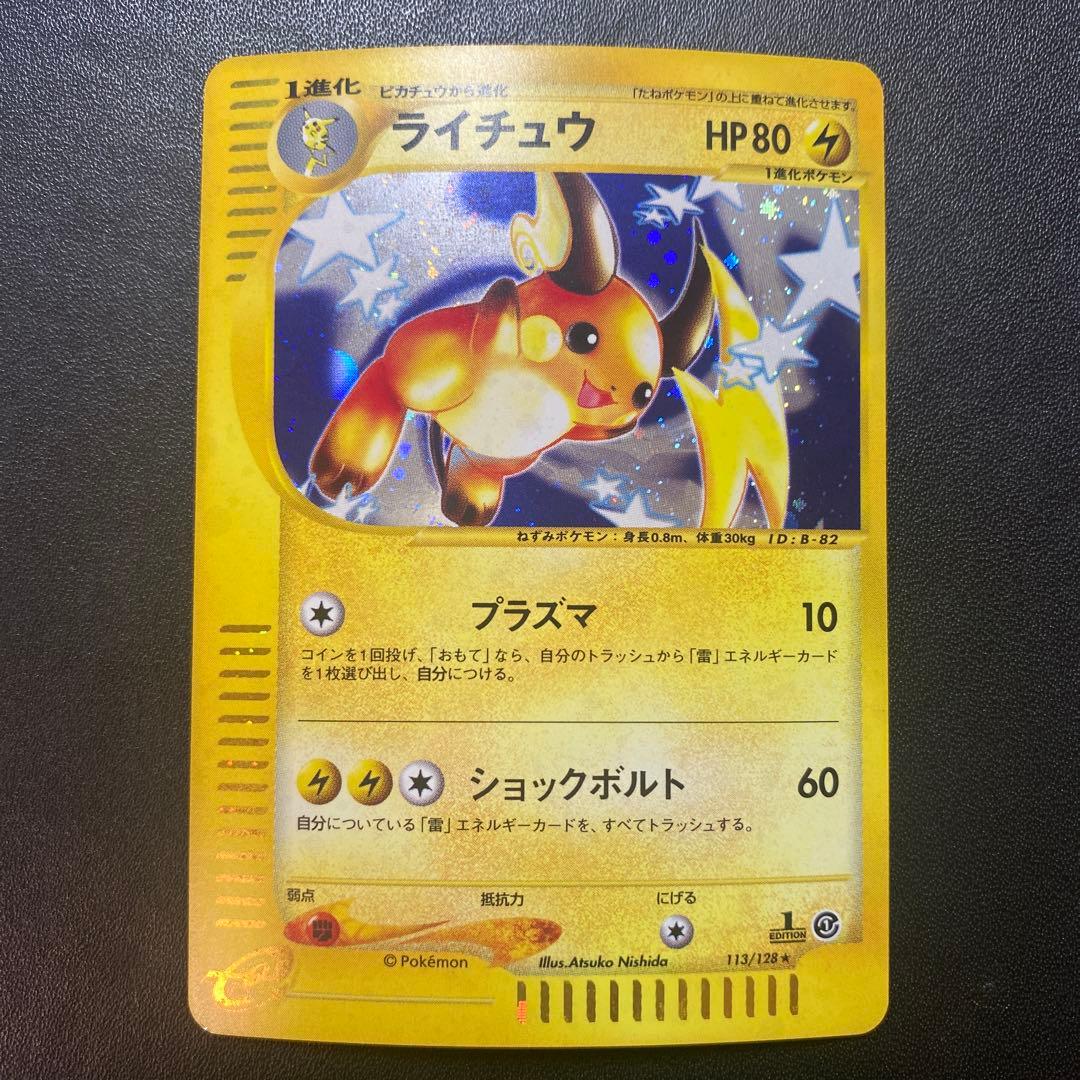 1進化 ピカチュウから進化 「たねポケモン」の上に重ねて進化させます。
ライチュウ HP80
1進化ポケモン
ねずみポケモン：身長0.8m、体重30kg ID:B-82
プラズマ 10
コインを1回投げ、「おもて」なら、自分のトラッシュから「雷」エネルギーカード
を1枚選び出し、自分につける。
ショックボルト 60
自分についている「雷」エネルギーカードを、すべてトラッシュする。
弱点 抵抗力 にげる
1
EDITION
©Pokémon Illus.Atsuko Nishida 113/128★